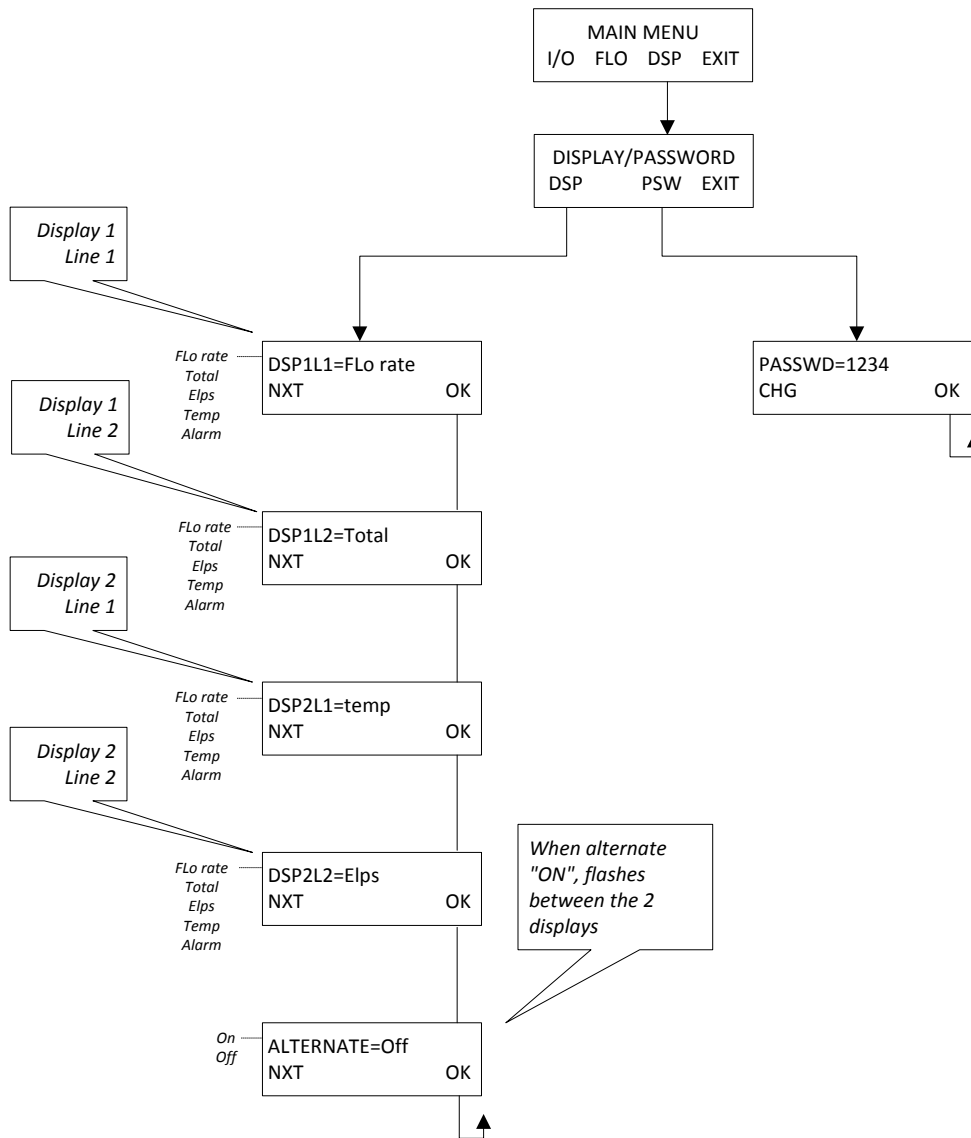 MAIN MENU
I/O FLO DSP EXIT
DISPLAY/PASSWORD
DSP PSW EXIT
Display 1
Line 1
FLo rate
Total
Elps
Temp
Alarm
DSP1L1=FLo rate
NXT OK
PASSWD=1234
CHG OK
Display 1
Line 2
FLo rate
Total
Elps
Temp
Alarm
DSP1L2=Total
NXT OK
Display 2
Line 1
FLo rate
Total
Elps
Temp
Alarm
DSP2L1=temp
NXT OK
Display 2
Line 2
FLo rate
Total
Elps
Temp
Alarm
DSP2L2=Elps
NXT OK
When alternate
"ON", flashes
between the 2
displays
On
Off
ALTERNATE=Off
NXT OK